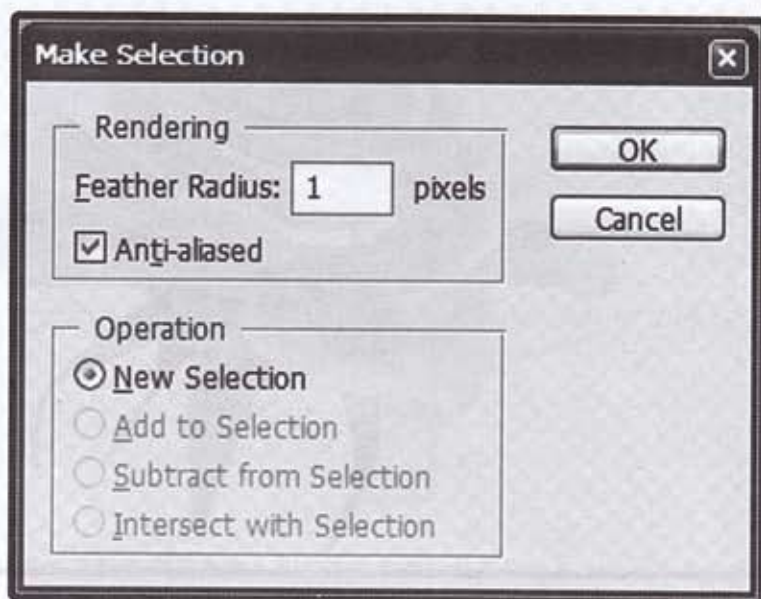 Make Selection
Rendering
Feather Radius: 1 pixels
Anti-aliased
OK
Cancel
Operation
New Selection
Add to Selection
Subtract from Selection
Intersect with Selection